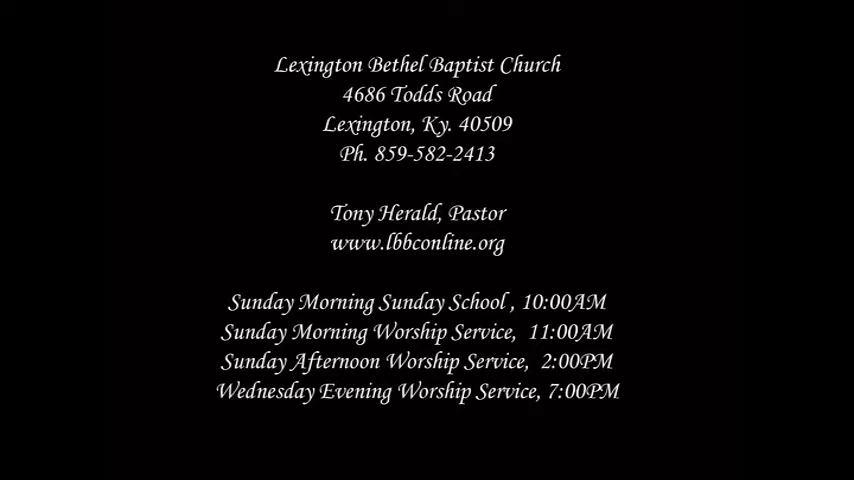 Lexington Bethel Baptist Church
4686 Todds Road
Lexington, Ky. 40509
Ph. 859-582-2413
Tony Herald, Pastor
www.lbbconline.org
Sunday Morning Sunday School , 10:00AM
Sunday Morning Worship Service, 11:00AM
Sunday Afternoon Worship Service, 2:00PM
Wednesday Evening Worship Service, 7:00PM